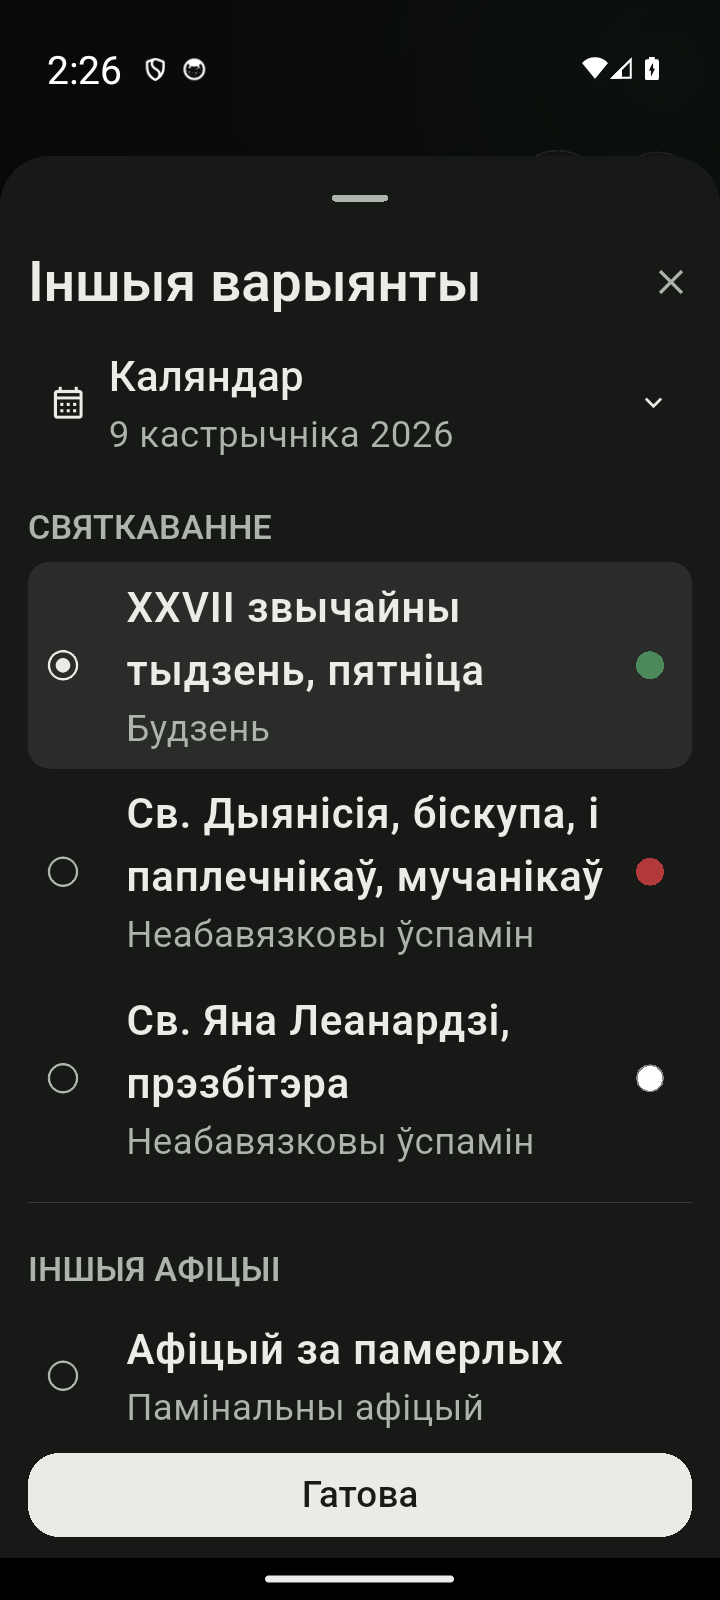 2:26
Іншыя варыянты
Каляндар
9 кастрычніка 2026
СВЯТКАВАННЕ
XXVII звычайны
тыдзень, пятніца
Будзень
Св. Дыянісія, біскупа, і
паплечнікаў, мучанікаў
Неабавязковы ўспамін
Св. Яна Леанардзі,
прэзбітэра
Неабавязковы ўспамін
ІНШЫЯ АФІЦЫІ
Афіцый за памерлых
Памінальны афіцый
Гатова